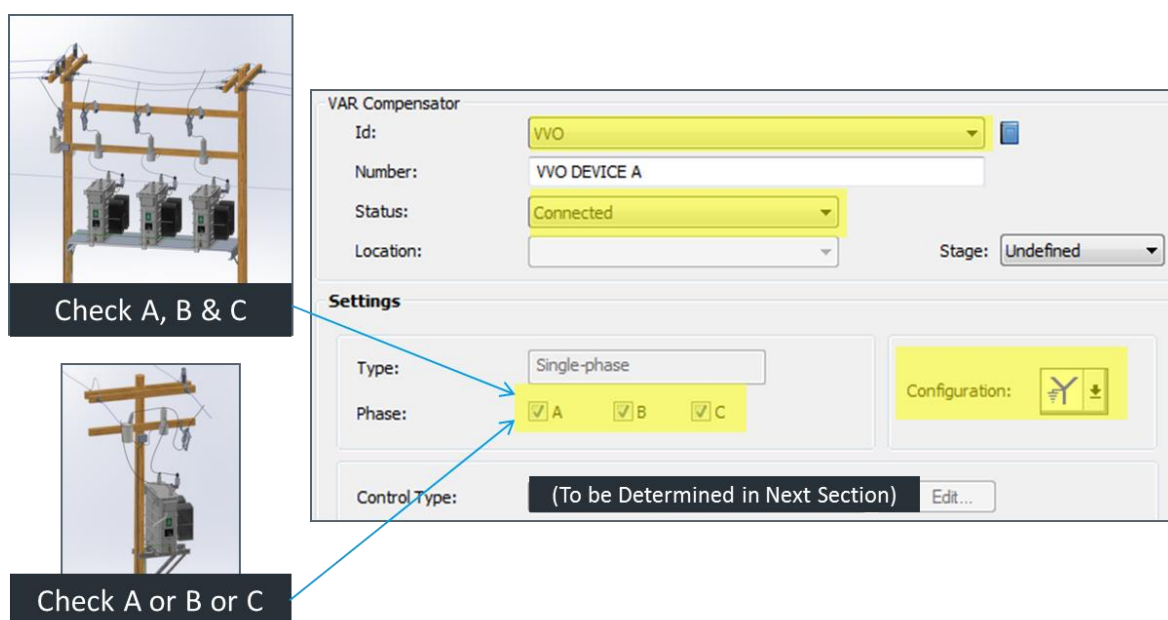 Check A, B & C
Check A or B or C
VAR Compensator
Id: VVO
Number: VVO DEVICE A
Status: Connected
Location: Stage: Undefined
Settings
Type: Single-phase
Configuration:
Phase: A B C
Control Type: (To be Determined in Next Section) Edit...